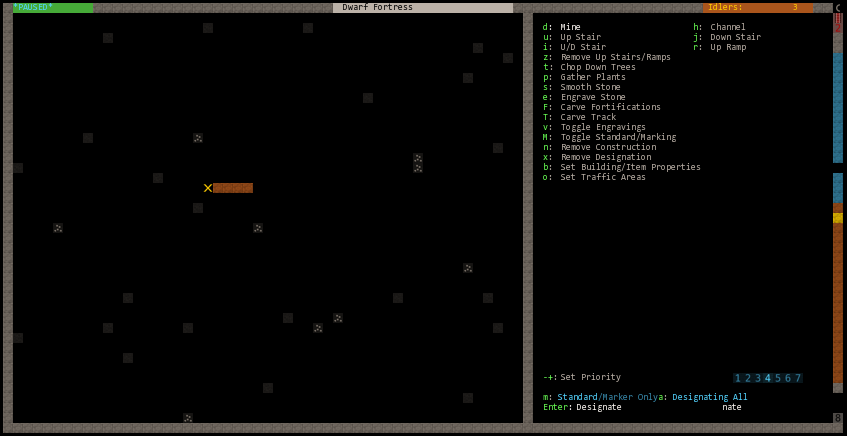 *PAUSED* Dwarf Fortress Idlers: 3
d: Mine h: Channel
u: Up Stair j: Down Stair
i: U/D Stair r: Up Ramp
z: Remove Up Stairs/Ramps
t: Chop Down Trees
p: Gather Plants
s: Smooth Stone
e: Engrave Stone
F: Carve Fortifications
T: Carve Track
v: Toggle Engravings
M: Toggle Standard/Marking
n: Remove Construction
x: Remove Designation
b: Set Building/Item Properties
o: Set Traffic Areas
-+: Set Priority 1 2 3 4 5 6 7
m: Standard/Marker Only a: Designating All
Enter: Designate nate